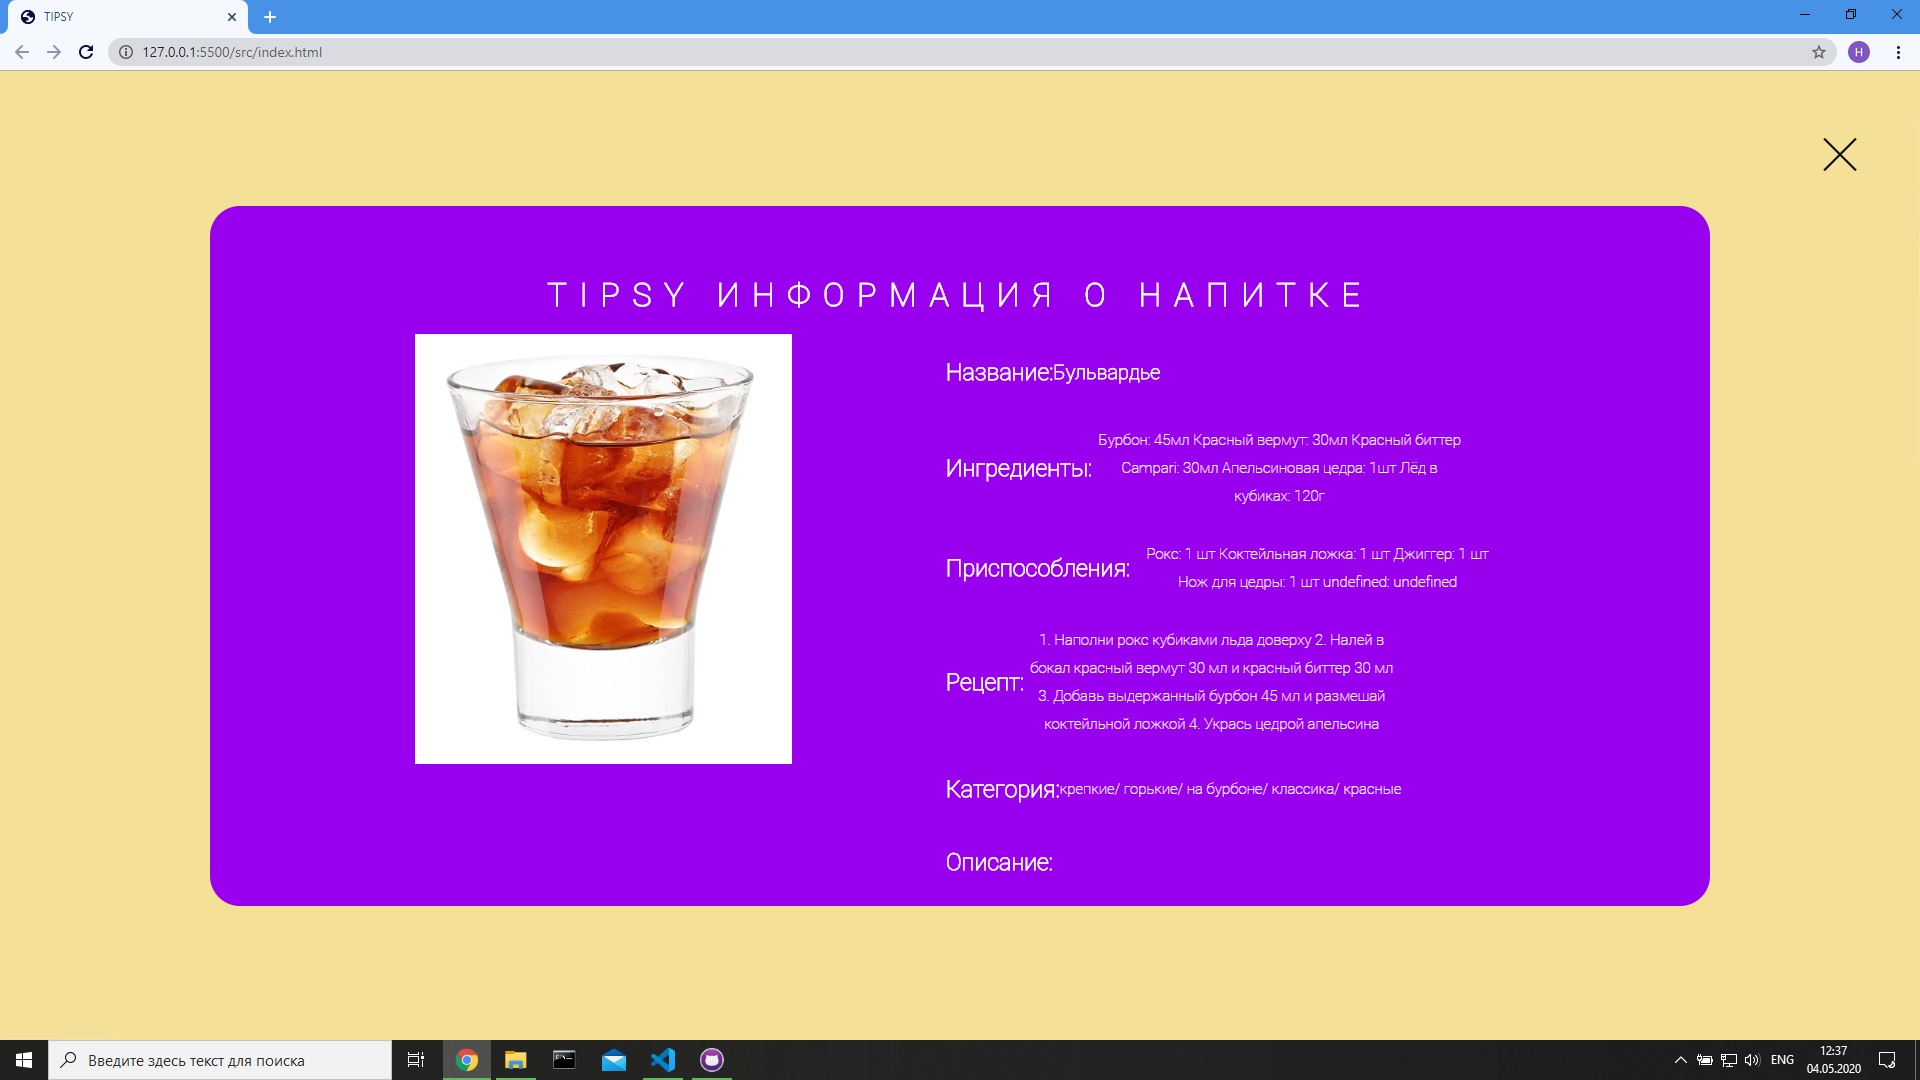 TIPSY
127.0.0.1:5500/src/index.html
H
TIPSY ИНФОРМАЦИЯ О НАПИТКЕ
Название:Бульвардье
Ингредиенты:
Бурбон: 45мл Красный вермут: 30мл Красный биттер
Campari: 30мл Апельсиновая цедра: 1шт Лёд в
кубиках: 120г
Приспособления:
Рокс: 1 шт Коктейльная ложка: 1 шт Джиггер: 1 шт
Нож для цедры: 1 шт undefined: undefined
Рецепт:
1. Наполни рокс кубиками льда доверху 2. Налей в
бокал красный вермут 30 мл и красный биттер 30 мл
3. Добавь выдержанный бурбон 45 мл и размешай
коктейльной ложкой 4. Укрась цедрой апельсина
Категория:крепкие/ горькие/ на бурбоне/ классика/ красные
Описание:
Введите здесь текст для поиска
ENG
12:37
04.05.2020